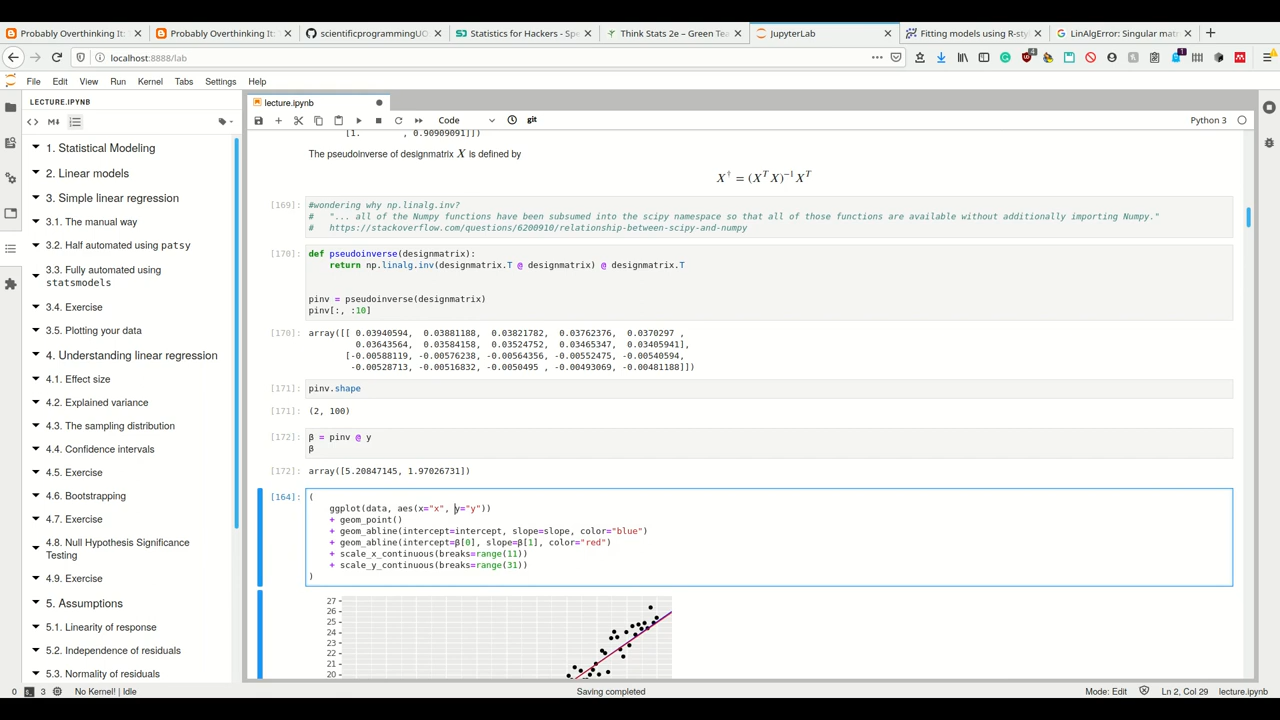 Probably Overthinking It:
Probably Overthinking It:
scientificprogrammingUO
Statistics for Hackers - Spe
Think Stats 2e – Green Tea
JupyterLab
Fitting models using R-sty
LinAlgError: Singular mat
localhost:8888/lab
4
1
File Edit View Run Kernel Tabs Settings Help
LECTURE.IPYNB
1. Statistical Modeling
2. Linear models
3. Simple linear regression
3.1. The manual way
3.2. Half automated using patsy
3.3. Fully automated using
statsmodels
3.4. Exercise
3.5. Plotting your data
4. Understanding linear regression
4.1. Effect size
4.2. Explained variance
4.3. The sampling distribution
4.4. Confidence intervals
4.5. Exercise
4.6. Bootstrapping
4.7. Exercise
4.8. Null Hypothesis Significance
Testing
4.9. Exercise
5. Assumptions
5.1. Linearity of response
5.2. Independence of residuals
5.3. Normality of residuals
lecture.ipynb
Code
git
Python 3
[1. , 0.90909091]])
The pseudoinverse of designmatrix X is defined by
X† = (XᵀX)⁻¹Xᵀ
[169]: #wondering why np.linalg.inv?
# "... all of the Numpy functions have been subsumed into the scipy namespace so that all of those functions are available without additionally importing Numpy."
# https://stackoverflow.com/questions/6200910/relationship-between-scipy-and-numpy
[170]: def pseudoinverse(designmatrix):
return np.linalg.inv(designmatrix.T @ designmatrix) @ designmatrix.T
pinv = pseudoinverse(designmatrix)
pinv[:, :10]
[170]: array([[ 0.03940594, 0.03881188, 0.03821782, 0.03762376, 0.0370297 ,
0.03643564, 0.03584158, 0.03524752, 0.03465347, 0.03405941],
[-0.00588119, -0.00576238, -0.00564356, -0.00552475, -0.00540594,
-0.00528713, -0.00516832, -0.0050495 , -0.00493069, -0.00481188]])
[171]: pinv.shape
[171]: (2, 100)
[172]: β = pinv @ y
β
[172]: array([5.20847145, 1.97026731])
[164]: (
ggplot(data, aes(x="x", y="y"))
+ geom_point()
+ geom_abline(intercept=intercept, slope=slope, color="blue")
+ geom_abline(intercept=β[0], slope=β[1], color="red")
+ scale_x_continuous(breaks=range(11))
+ scale_y_continuous(breaks=range(31))
)
27
26
25
24
23
22
21
20
0 3 No Kernel! | Idle
Saving completed
Mode: Edit Ln 2, Col 29 lecture.ipynb